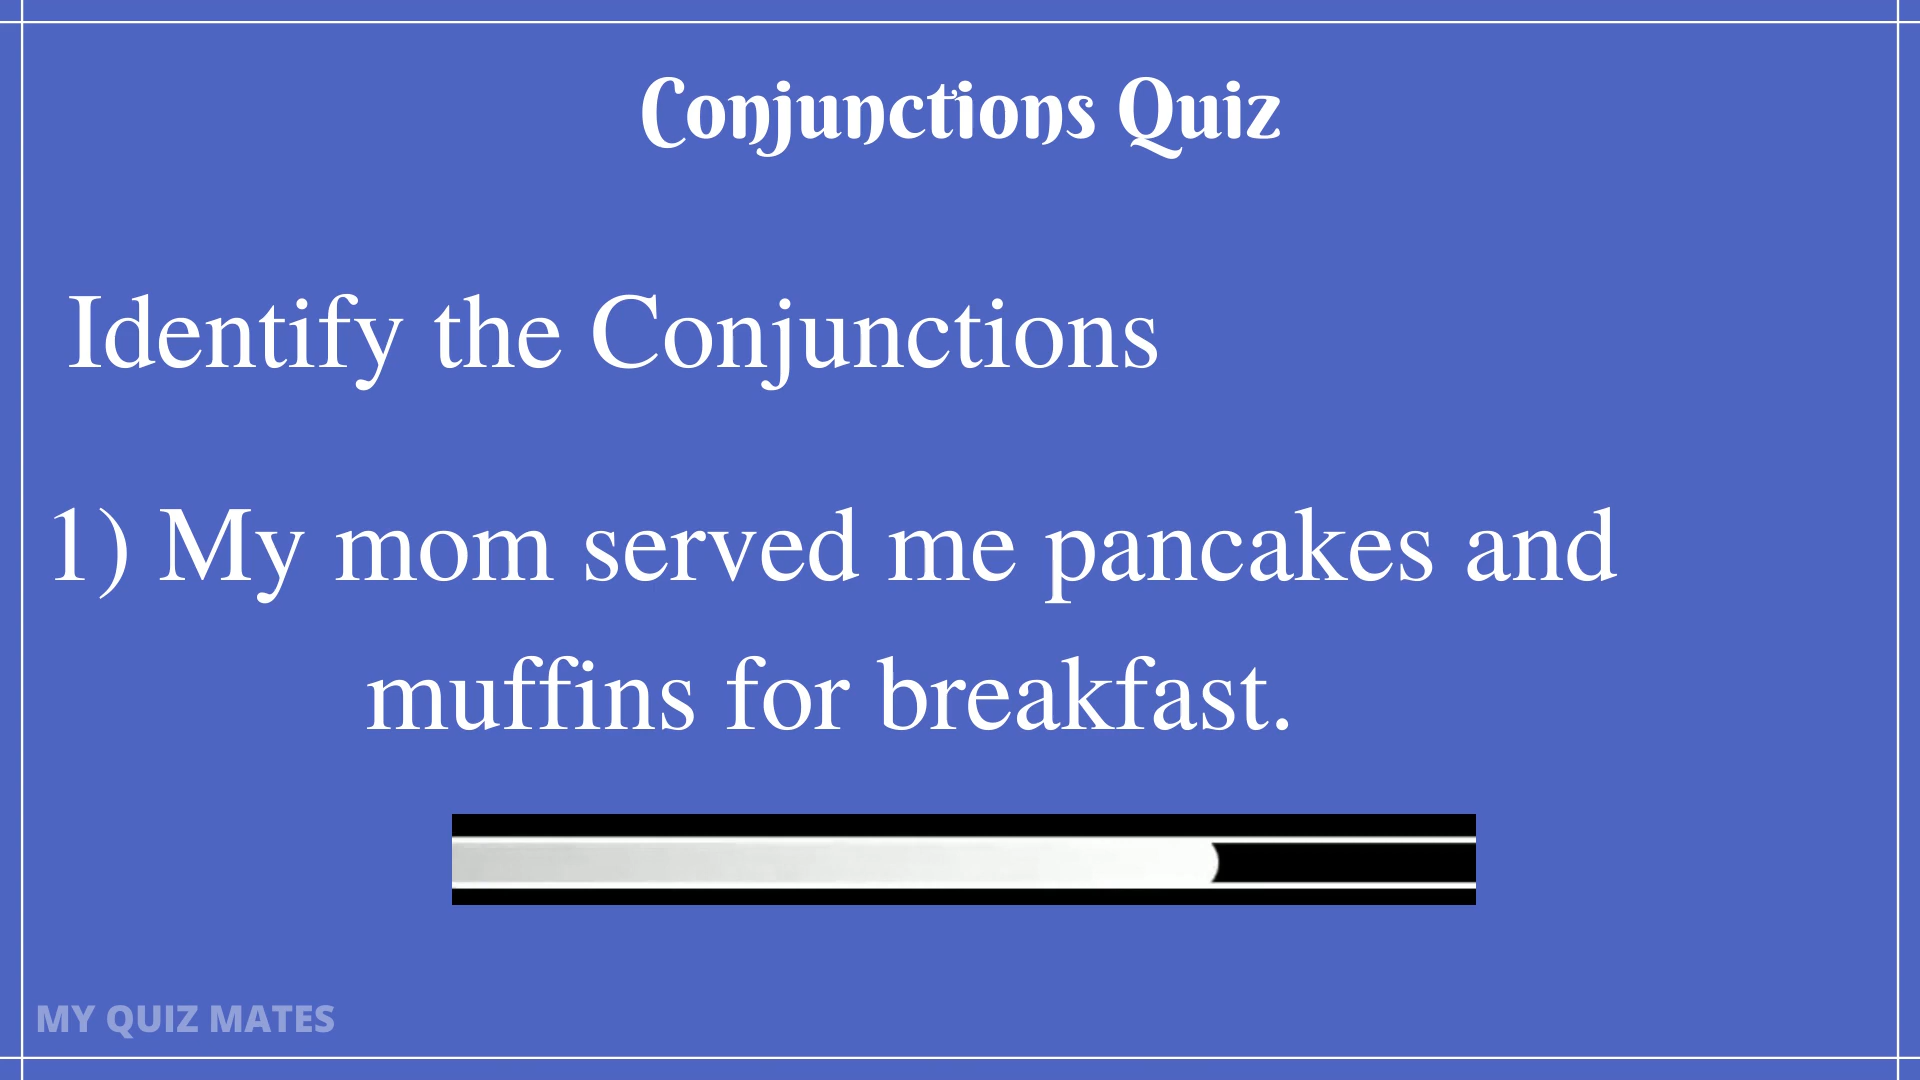 Conjunctions Quiz
Identify the Conjunctions
1) My mom served me pancakes and
muffins for breakfast.
MY QUIZ MATES